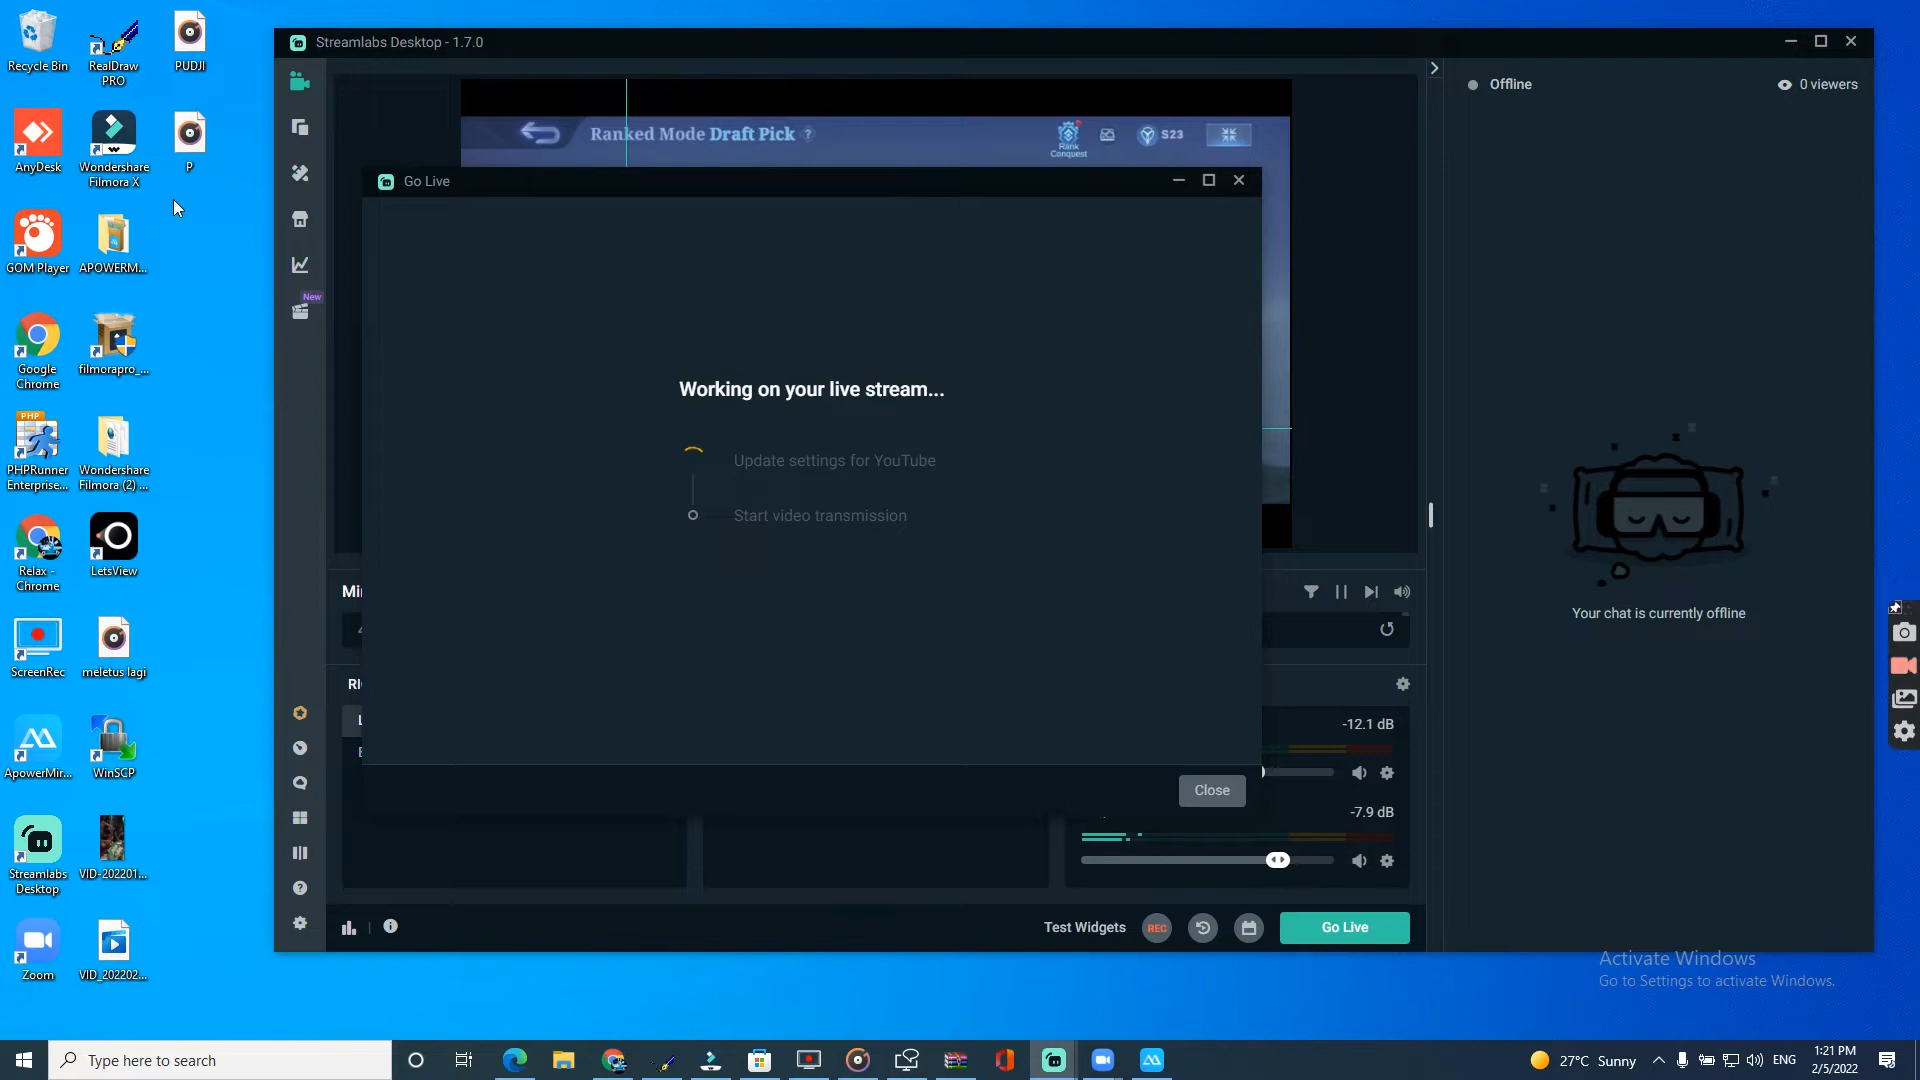 Recycle Bin
RealDraw
PRO
PUDJI
AnyDesk
Wondershare
Filmora X
P
GOM Player
APOWERM...
Google
Chrome
filmorapro_...
PHP
PHPRunner
Enterprise...
Wondershare
Filmora (2) ...
Relax -
Chrome
LetsView
ScreenRec
meletus lagi
ApowerMir...
WinSCP
Streamlabs
Desktop
VID-202201...
Zoom
VID_202202...
Streamlabs Desktop - 1.7.0
New
Ranked Mode Draft Pick ?
Rank
Conquest
S23
Go Live
Working on your live stream...
Update settings for YouTube
Start video transmission
Close
-12.1 dB
-7.9 dB
Test Widgets
REC
Go Live
Offline
0 viewers
Your chat is currently offline
Activate Windows
Go to Settings to activate Windows.
Type here to search
27°C Sunny
ENG
1:21 PM
2/5/2022